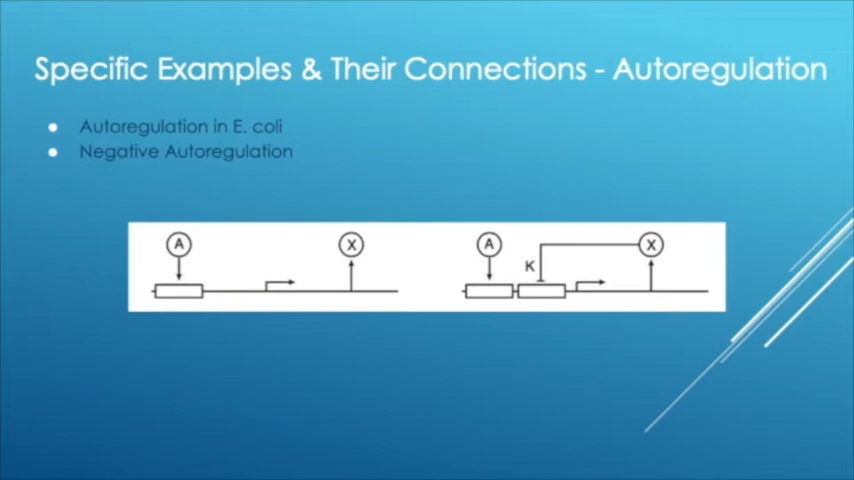 Specific Examples & Their Connections - Autoregulation
Autoregulation in E. coli
Negative Autoregulation
A X A X
K